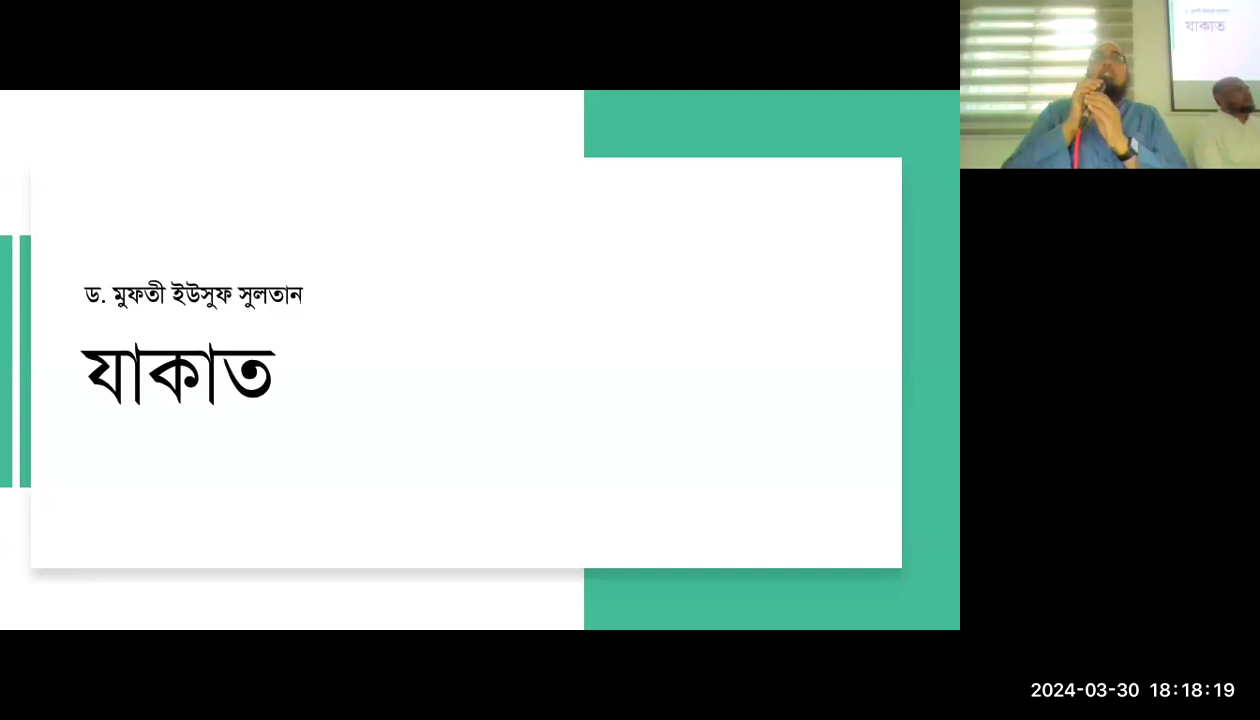 ড. মুফতী ইউসুফ সুলতান
যাকাত
যাকাত
2024-03-30 18:18:19